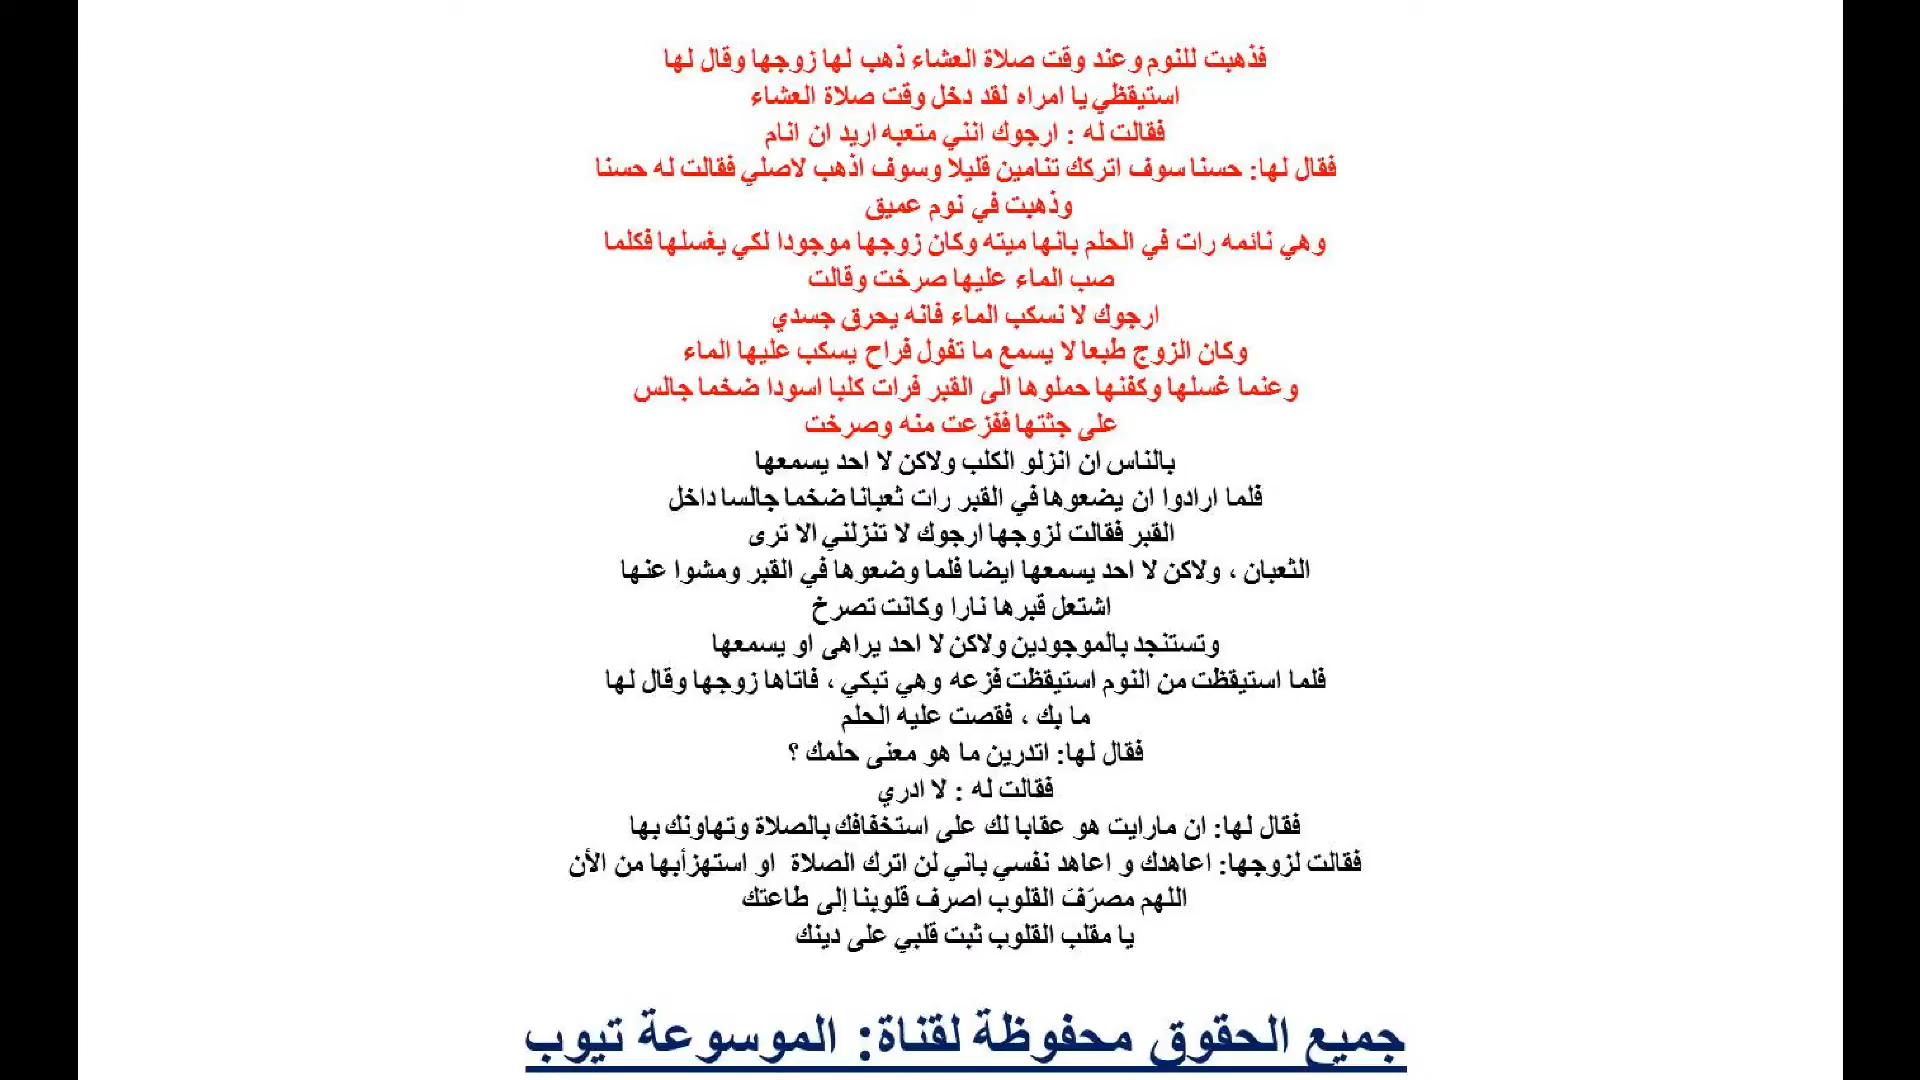 فذهبت للنوم وعند وقت صلاة العشاء ذهب لها زوجها وقال لها
استيقظي يا امراه لقد دخل وقت صلاة العشاء
فقالت له : ارجوك انني متعبه اريد ان انام
فقال لها: حسنا سوف اتركك تنامين قليلا وسوف اذهب لاصلي فقالت له حسنا
وذهبت في نوم عميق
وهي نائمه رات في الحلم بانها ميته وكان زوجها موجودا لكي يغسلها فكلما
صب الماء عليها صرخت وقالت
ارجوك لا نسكب الماء فانه يحرق جسدي
وكان الزوج طبعا لا يسمع ما تفول فراح يسكب عليها الماء
وعنما غسلها وكفنها حملوها الى القبر فرات كلبا اسودا ضخما جالس
على جثتها ففزعت منه وصرخت
بالناس ان انزلو الكلب ولاكن لا احد يسمعها
فلما ارادوا ان يضعوها في القبر رات ثعبانا ضخما جالسا داخل
القبر فقالت لزوجها ارجوك لا تنزلني الا ترى
الثعبان ، ولاكن لا احد يسمعها ايضا فلما وضعوها في القبر ومشوا عنها
اشتعل قبرها نارا وكانت تصرخ
وتستنجد بالموجودين ولاكن لا احد يراهى او يسمعها
فلما استيقظت من النوم استيقظت فزعه وهي تبكي ، فاتاها زوجها وقال لها
ما بك ، فقصت عليه الحلم
فقال لها: اتدرين ما هو معنى حلمك ؟
فقالت له : لا ادري
فقال لها: ان مارايت هو عقابا لك على استخفافك بالصلاة وتهاونك بها
فقالت لزوجها: اعاهدك و اعاهد نفسي باني لن اترك الصلاة او استهزأبها من الأن
اللهم مصرَفَ القلوب اصرف قلوبنا إلى طاعتك
يا مقلب القلوب ثبت قلبي على دينك
جميع الحقوق محفوظة لقناة: الموسوعة تيوب